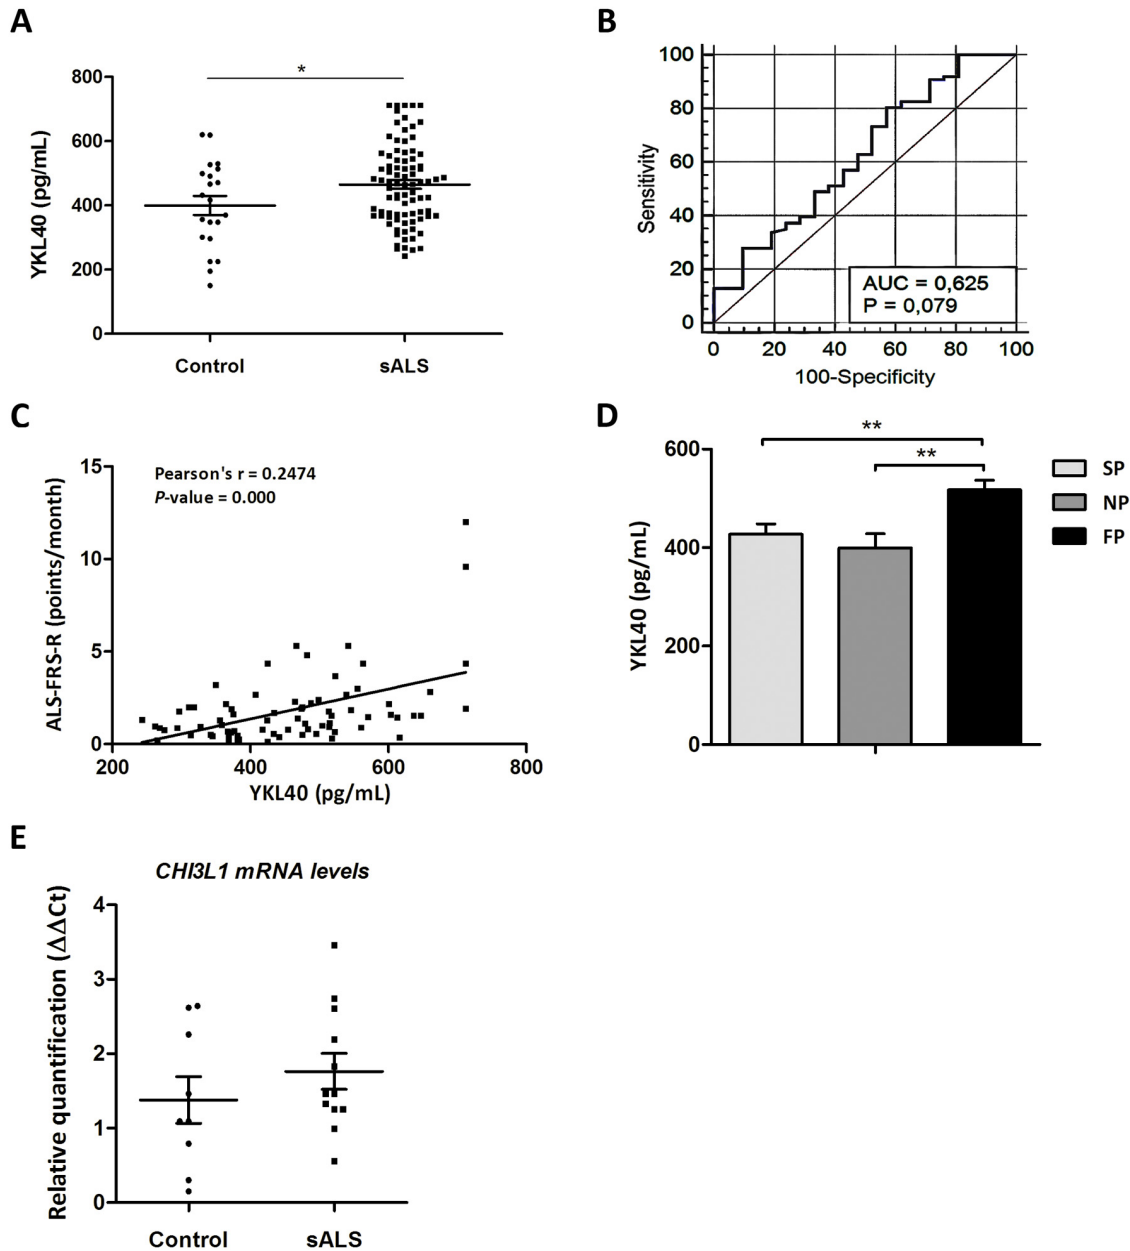 A
YKL40 (pg/mL)
800
600
400
200
0
*
Control
sALS
B
Sensitivity
100
80
60
40
20
0
AUC = 0,625
P = 0,079
0
20
40
60
80
100
100-Specificity
C
ALS-FRS-R (points/month)
15
10
5
0
Pearson's r = 0.2474
P-value = 0.000
200
400
600
800
YKL40 (pg/mL)
D
YKL40 (pg/mL)
600
400
200
0
**
**
SP
NP
FP
E
CHI3L1 mRNA levels
Relative quantification (ΔΔCt)
4
3
2
1
0
Control
sALS